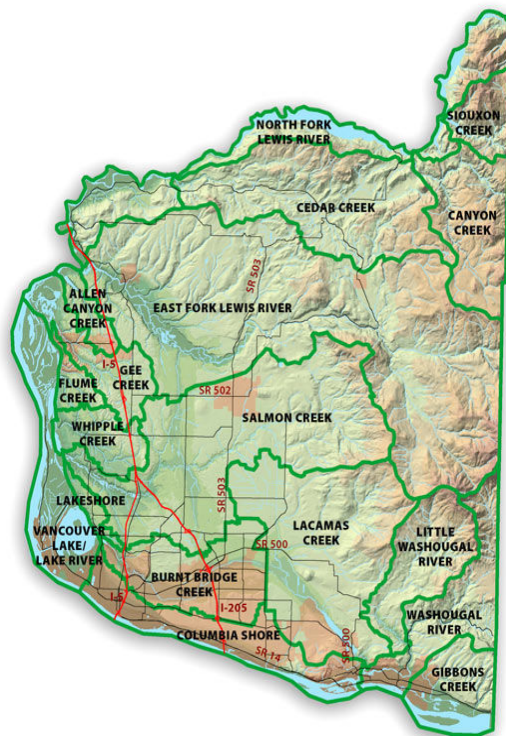 SIOUXON
CREEK
NORTH FORK
LEWIS RIVER
CEDAR CREEK
CANYON
CREEK
SR 503
ALLEN
CANYON
CREEK
EAST FORK LEWIS RIVER
I-5
GEE
CREEK
FLUME
CREEK
SR 502
SALMON CREEK
WHIPPLE
CREEK
SR 503
LAKESHORE
LACAMAS
CREEK
LITTLE
WASHOUGAL
RIVER
VANCOUVER
LAKE/
LAKE RIVER
SR 500
BURNT BRIDGE
CREEK
I-5
I-205
WASHOUGAL
RIVER
COLUMBIA SHORE
SR 14
SR 500
GIBBONS
CREEK